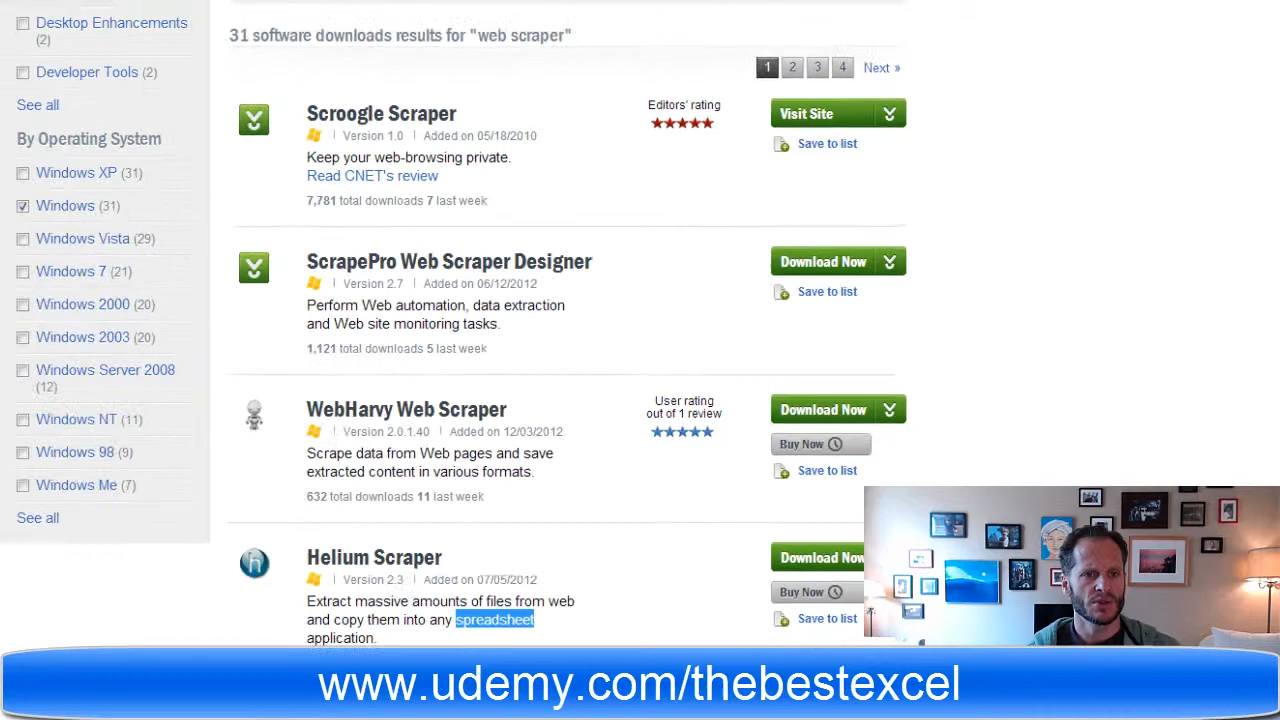 Desktop Enhancements
(2)
Developer Tools (2)
See all
By Operating System
Windows XP (31)
Windows (31)
Windows Vista (29)
Windows 7 (21)
Windows 2000 (20)
Windows 2003 (20)
Windows Server 2008
(12)
Windows NT (11)
Windows 98 (9)
Windows Me (7)
See all
31 software downloads results for "web scraper"
1 2 3 4 Next »
Scroogle Scraper
Version 1.0 Added on 05/18/2010
Keep your web-browsing private.
Read CNET's review
7,781 total downloads 7 last week
Editors' rating
Visit Site
Save to list
ScrapePro Web Scraper Designer
Version 2.7 Added on 06/12/2012
Perform Web automation, data extraction
and Web site monitoring tasks.
1,121 total downloads 5 last week
Download Now
Save to list
WebHarvy Web Scraper
Version 2.0.1.40 Added on 12/03/2012
Scrape data from Web pages and save
extracted content in various formats.
632 total downloads 11 last week
User rating
out of 1 review
Download Now
Buy Now
Save to list
Helium Scraper
Version 2.3 Added on 07/05/2012
Extract massive amounts of files from web
and copy them into any spreadsheet
application.
Download Now
Buy Now
Save to list
www.udemy.com/thebestexcel